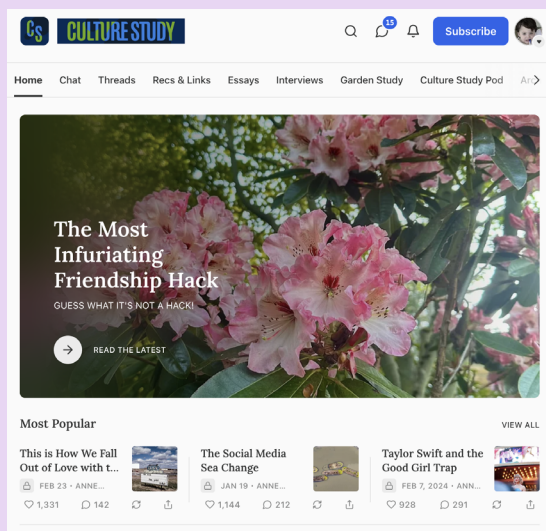 Cs CULTURE STUDY 15 Subscribe
Home Chat Threads Recs & Links Essays Interviews Garden Study Culture Study Pod
The Most
Infuriating
Friendship Hack
GUESS WHAT IT'S NOT A HACK!
READ THE LATEST
Most Popular VIEW ALL
This is How We Fall
Out of Love with t...
FEB 23 • ANNE...
1,331 142
The Social Media
Sea Change
JAN 19 • ANNE...
1,144 212
Taylor Swift and the
Good Girl Trap
FEB 7, 2024 • ANNE...
928 291